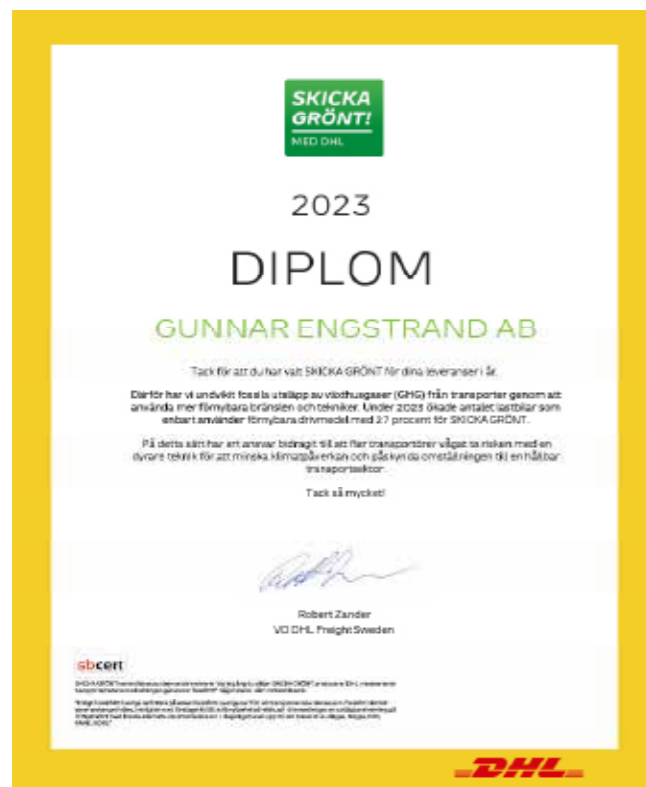 SKICKA
GRÖNT!
MED DHL
2023
DIPLOM
GUNNAR ENGSTRAND AB
Tack för att du har valt SKICKA GRÖNT för dina leveranser i år.
Därför har vi undvikit fossila utsläpp av växthusgaser (GHG) från transporter genom att
använda mer förnybara bränslen och tekniker. Under 2023 ökade antalet lastbilar som
enbart använder förnybara drivmedel med 27 procent för SKICKA GRÖNT.
På detta sätt har ert ansvar bidragit till att fler transportörer vågat ta risken med en
dyrare teknik för att minska klimatpåverkan och påskynda omställningen till en hållbar
transportsektor.
Tack så mycket!
Robert Zander
VD DHL Freight Sweden
sbcert
DHL